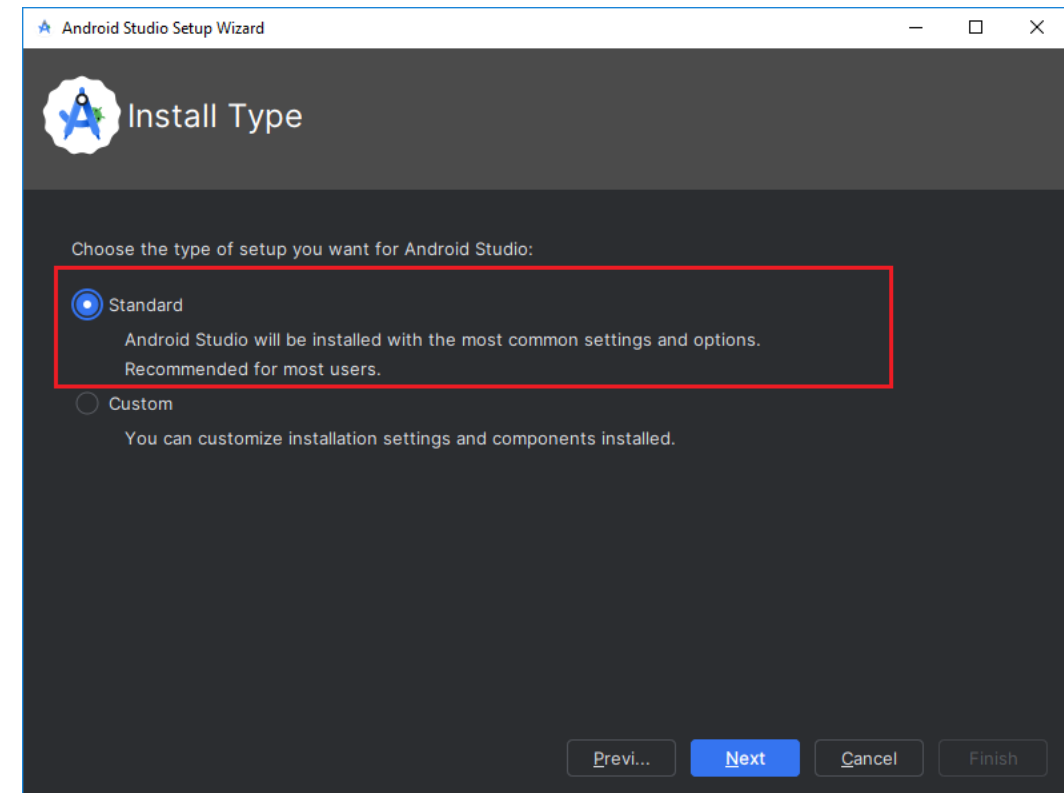 Android Studio Setup Wizard
Install Type
Choose the type of setup you want for Android Studio:
Standard
Android Studio will be installed with the most common settings and options.
Recommended for most users.
Custom
You can customize installation settings and components installed.
Previ... Next Cancel Finish